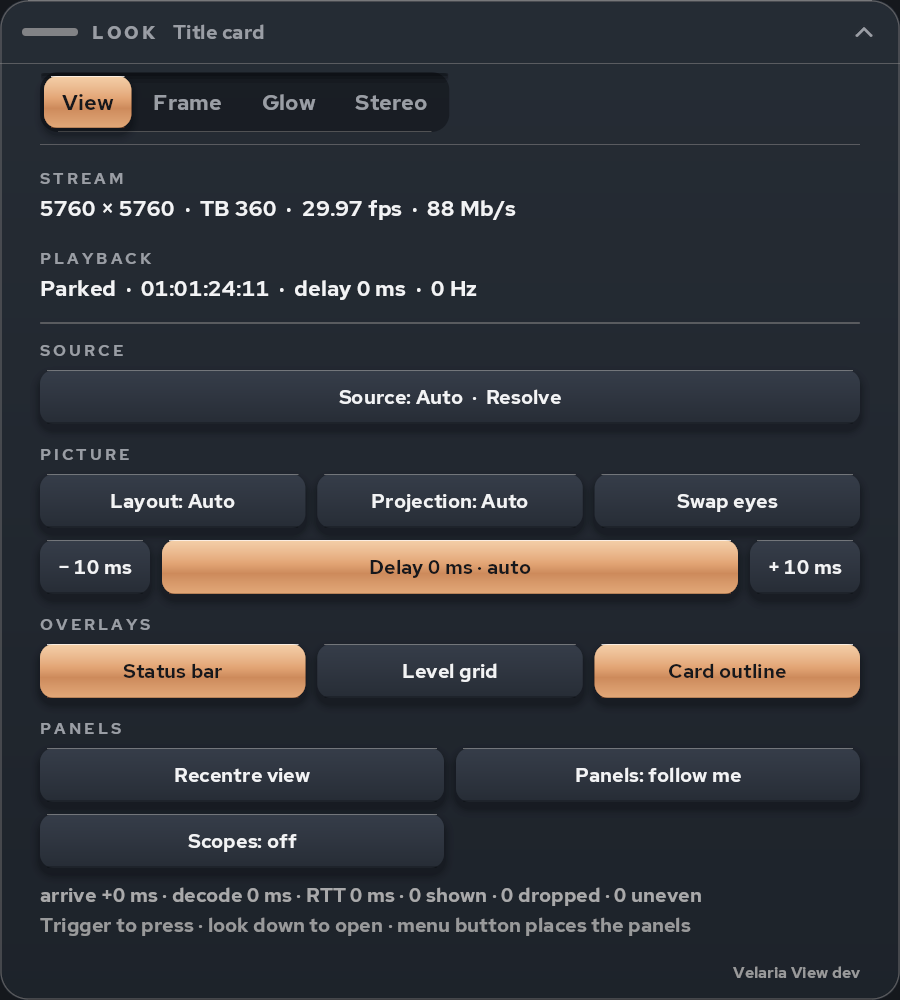 LOOK Title card
View Frame Glow Stereo
STREAM
5760 × 5760 · TB 360 · 29.97 fps · 88 Mb/s
PLAYBACK
Parked · 01:01:24:11 · delay 0 ms · 0 Hz
SOURCE
Source: Auto · Resolve
PICTURE
Layout: Auto Projection: Auto Swap eyes
− 10 ms Delay 0 ms · auto + 10 ms
OVERLAYS
Status bar Level grid Card outline
PANELS
Recentre view Panels: follow me
Scopes: off
arrive +0 ms · decode 0 ms · RTT 0 ms · 0 shown · 0 dropped · 0 uneven
Trigger to press · look down to open · menu button places the panels
Velaria View dev